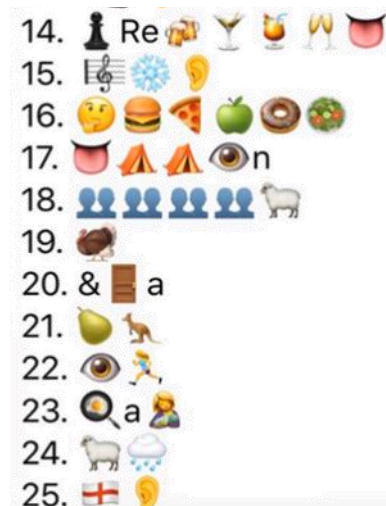 14. ♟ Re 🍻 🍸 🍹 🥂 👅
15. 🎼 ❄️ 👂
16. 🤔 🍔 🍕 🍏 🍩 🥗
17. 👅 ⛺ ⛺ 👁 n
18. 👥 👥 👥 👥 🐑
19. 🦃
20. & 🚪 a
21. 🍐 🦘
22. 👁 🏃‍♀️
23. 🍳 a 🤱
24. 🐑 🌧
25. 🏴󠁧󠁢󠁥󠁮󠁧󠁿 👂